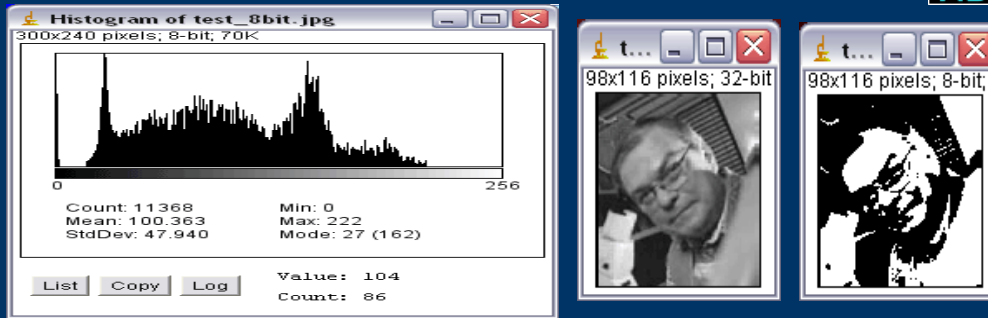 Histogram of test_8bit.jpg
300x240 pixels; 8-bit; 70K
0 256
Count: 11368 Min: 0
Mean: 100.363 Max: 222
StdDev: 47.940 Mode: 27 (162)
List Copy Log
Value: 104
Count: 86
t...
98x116 pixels; 32-bit
t...
98x116 pixels; 8-bit;